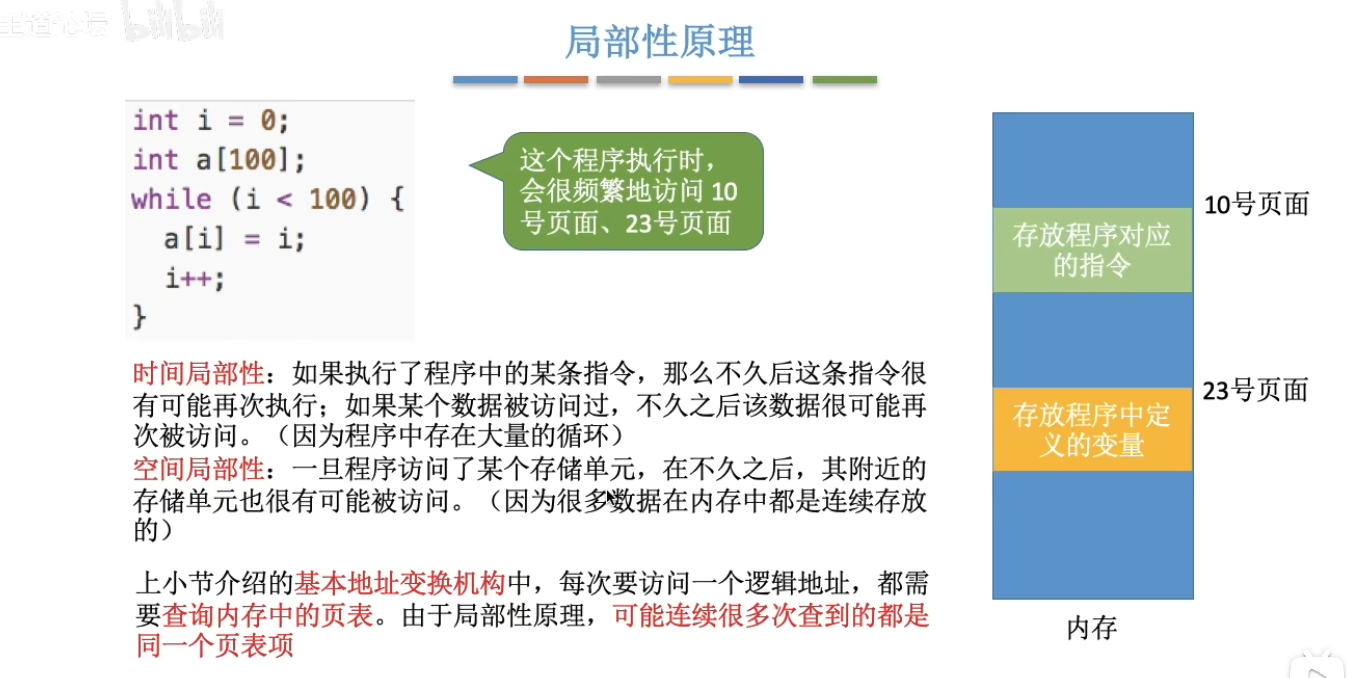 王道论坛 bilibili
局部性原理
int i = 0;
int a[100];
while (i < 100) {
a[i] = i;
i++;
}
这个程序执行时，
会很频繁地访问 10
号页面、23号页面
时间局部性：如果执行了程序中的某条指令，那么不久后这条指令很
有可能再次执行；如果某个数据被访问过，不久之后该数据很可能再
次被访问。（因为程序中存在大量的循环）
空间局部性：一旦程序访问了某个存储单元，在不久之后，其附近的
存储单元也很有可能被访问。（因为很多数据在内存中都是连续存放
的）
上小节介绍的基本地址变换机构中，每次要访问一个逻辑地址，都需
要查询内存中的页表。由于局部性原理，可能连续很多次查到的都是
同一个页表项
10号页面
存放程序对应
的指令
23号页面
存放程序中定
义的变量
内存